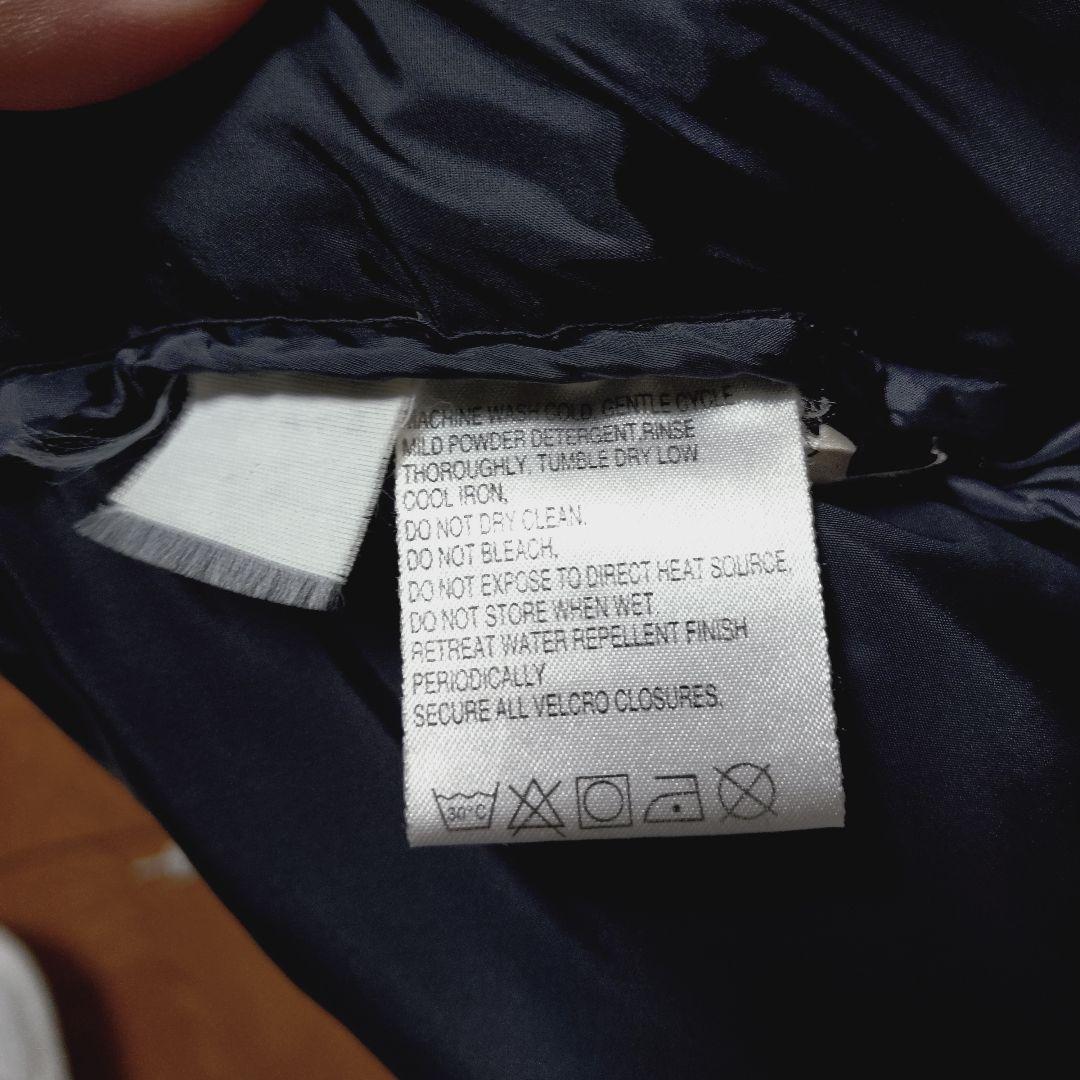 MACHINE WASH COLD, GENTLE CYCLE
MILD POWDER DETERGENT,RINSE
THOROUGHLY. TUMBLE DRY LOW
COOL IRON,
DO NOT DRY CLEAN,
DO NOT BLEACH,
DO NOT EXPOSE TO DIRECT HEAT SOURCE,
DO NOT STORE WHEN WET.
RETREAT WATER REPELLENT FINISH
PERIODICALLY
SECURE ALL VELCRO CLOSURES.
30°C